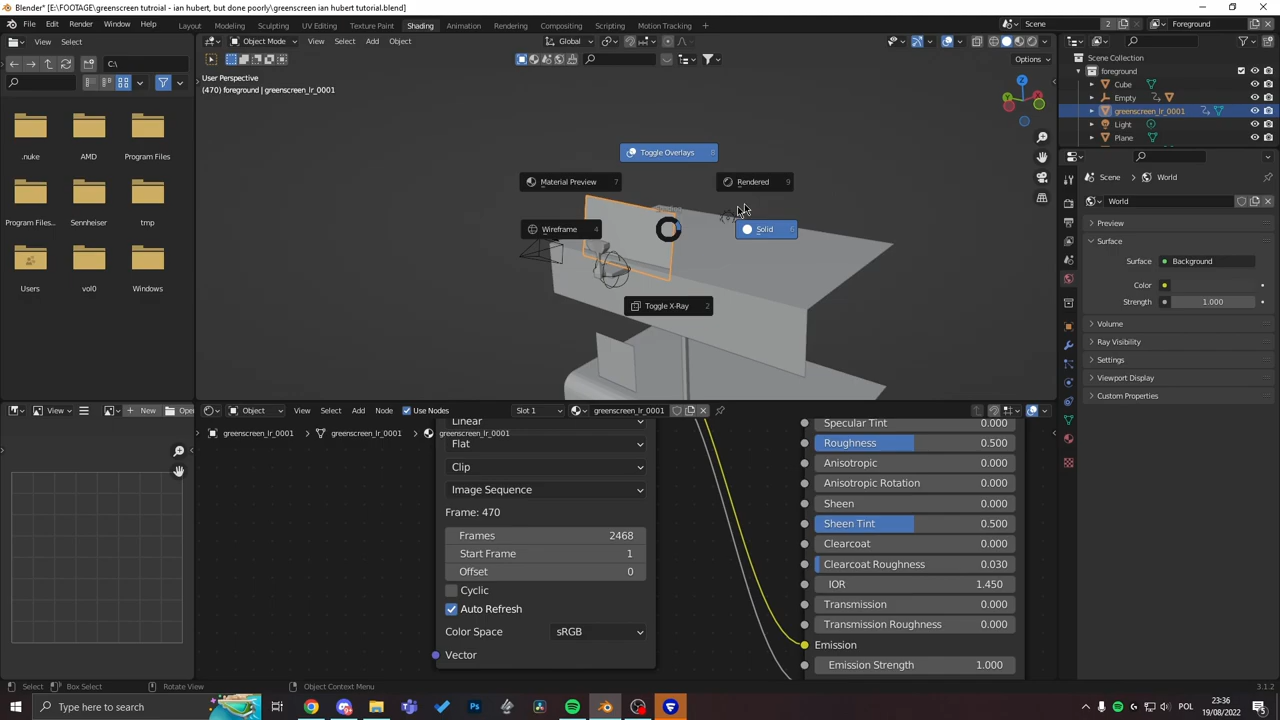 Blender* [E:\FOOTAGE\greenscreen tutroial - ian hubert, but done poorly\greenscreen ian hubert tutorial.blend]
File Edit Render Window Help Layout Modeling Sculpting UV Editing Texture Paint Shading Animation Rendering Compositing Scripting Motion Tracking Scene 2 Foreground
View Select Object Mode View Select Add Object Global
C:\
Options
User Perspective
(470) foreground | greenscreen_lr_0001
.nuke AMD Program Files
Program Files... Sennheiser tmp
Users vol0 Windows
Toggle Overlays 8
Material Preview 7
Rendered 9
Shading
Wireframe 4
Solid 6
Toggle X-Ray 2
X
Y
Z
Scene Collection
foreground
Cube
Empty
greenscreen_lr_0001
Light
Plane
Scene World
World
Preview
Surface
Surface Background
Color
Strength 1.000
Volume
Ray Visibility
Settings
Viewport Display
Custom Properties
View New Open
Object View Select Add Node Use Nodes Slot 1 greenscreen_lr_0001
greenscreen_lr_0001 greenscreen_lr_0001 greenscreen_lr_0001
Linear
Flat
Clip
Image Sequence
Frame: 470
Frames 2468
Start Frame 1
Offset 0
Cyclic
Auto Refresh
Color Space sRGB
Vector
Specular Tint 0.000
Roughness 0.500
Anisotropic 0.000
Anisotropic Rotation 0.000
Sheen 0.000
Sheen Tint 0.500
Clearcoat 0.000
Clearcoat Roughness 0.030
IOR 1.450
Transmission 0.000
Transmission Roughness 0.000
Emission
Emission Strength 1.000
Select Box Select Rotate View Object Context Menu 3.1.2
Type here to search
POL
23:36
19/08/2022